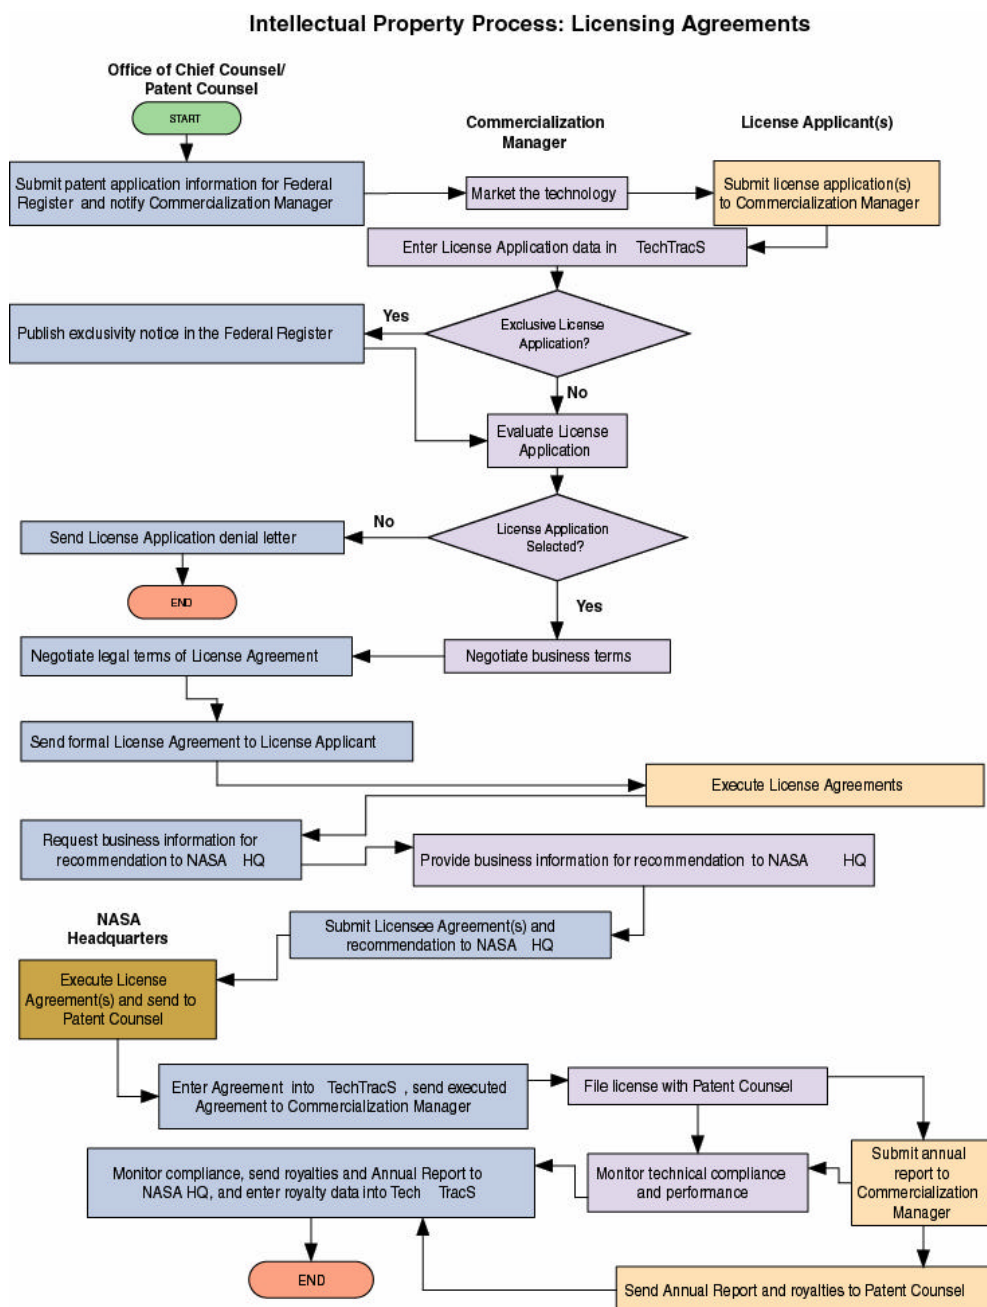 Intellectual Property Process: Licensing Agreements
Office of Chief Counsel/
Patent Counsel
START
Commercialization
Manager
License Applicant(s)
Submit patent application information for Federal
Register and notify Commercialization Manager
Market the technology
Submit license application(s)
to Commercialization Manager
Enter License Application data in TechTracS
Exclusive License
Application?
Yes
Publish exclusivity notice in the Federal Register
No
Evaluate License
Application
License Application
Selected?
No
Send License Application denial letter
END
Yes
Negotiate business terms
Negotiate legal terms of License Agreement
Send formal License Agreement to License Applicant
Execute License Agreements
Request business information for
recommendation to NASA HQ
Provide business information for recommendation to NASA HQ
Submit Licensee Agreement(s) and
recommendation to NASA HQ
NASA
Headquarters
Execute License
Agreement(s) and send to
Patent Counsel
Enter Agreement into TechTracS , send executed
Agreement to Commercialization Manager
File license with Patent Counsel
Submit annual
report to
Commercialization
Manager
Monitor technical compliance
and performance
Monitor compliance, send royalties and Annual Report to
NASA HQ, and enter royalty data into Tech TracS
END
Send Annual Report and royalties to Patent Counsel